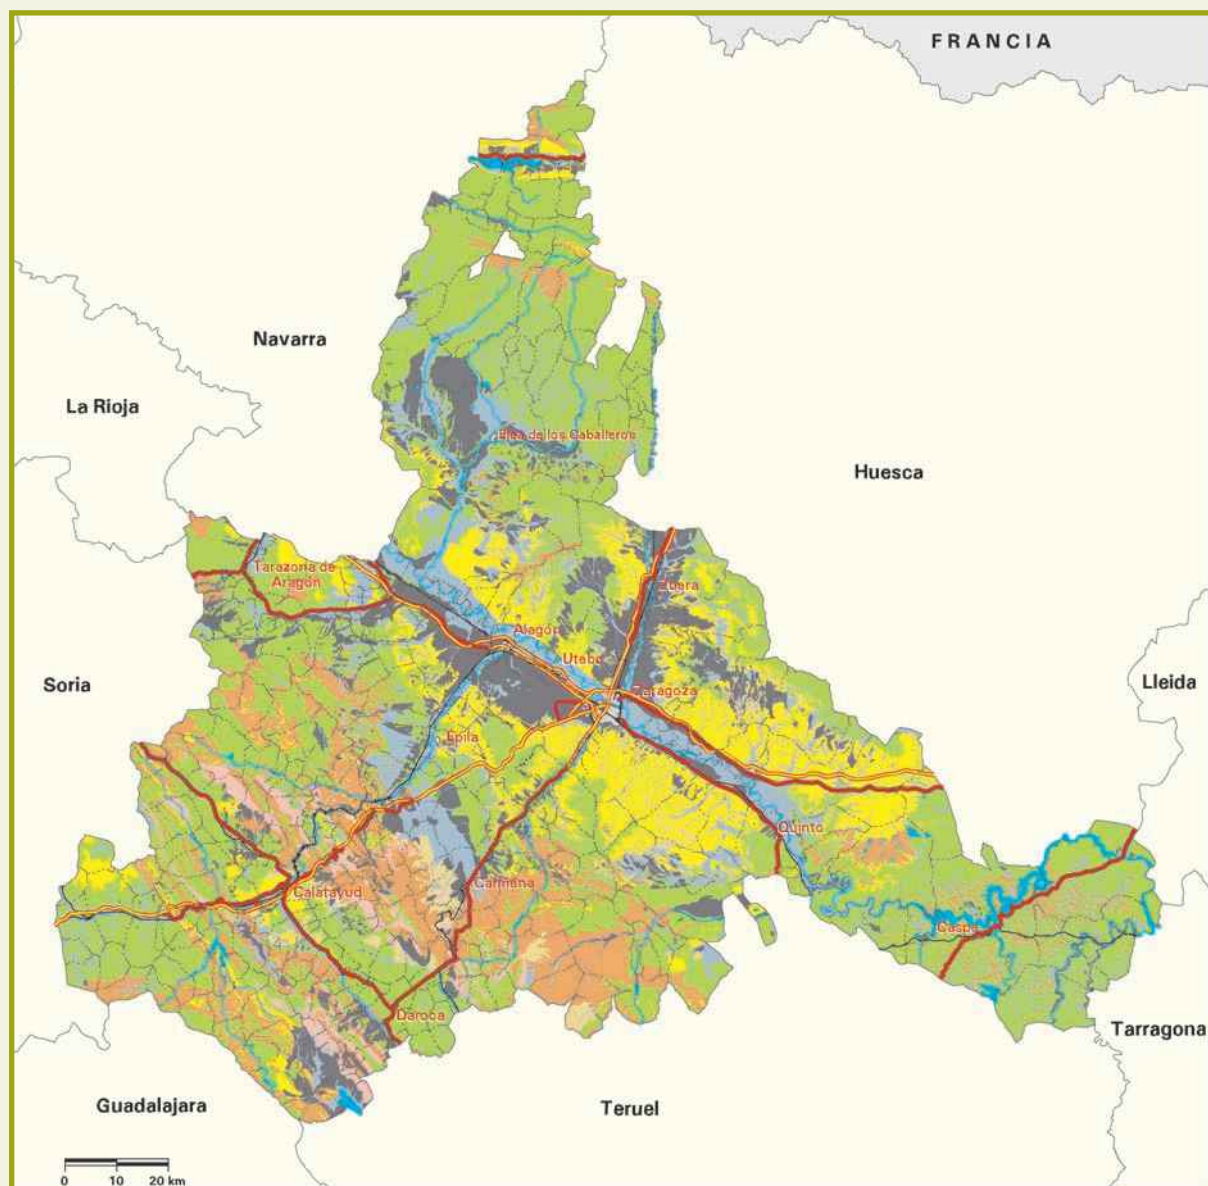 FRANCIA
Navarra
La Rioja
Ejea de los Caballeros
Huesca
Tarazona de
Aragón
Zuera
Alagón
Utebo
Soria
Zaragoza
Lleida
Épila
Quinto
Calatayud
Cariñena
Caspe
Daroca
Tarragona
Guadalajara
Teruel
0 10 20 km